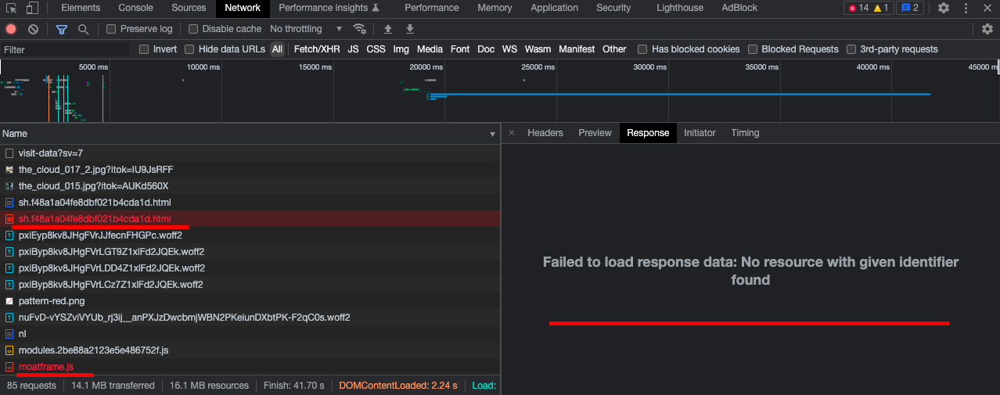 Elements Console Sources Network Performance insights Performance Memory Application Security Lighthouse AdBlock 14 1 2
Preserve log Disable cache No throttling
Filter Invert Hide data URLs All Fetch/XHR JS CSS Img Media Font Doc WS Wasm Manifest Other Has blocked cookies Blocked Requests 3rd-party requests
5000 ms 10000 ms 15000 ms 20000 ms 25000 ms 30000 ms 35000 ms 40000 ms 45000 m
Name
Headers Preview Response Initiator Timing
visit-data?sv=7
the_cloud_017_2.jpg?itok=IU9JsRFF
the_cloud_015.jpg?itok=AUKd560X
sh.f48a1a04fe8dbf021b4cda1d.html
sh.f48a1a04fe8dbf021b4cda1d.html
pxiEyp8kv8JHgFVrJJfecnFHGPc.woff2
pxiByp8kv8JHgFVrLGT9Z1xlFd2JQEk.woff2
pxiByp8kv8JHgFVrLDD4Z1xlFd2JQEk.woff2
pxiByp8kv8JHgFVrLCz7Z1xlFd2JQEk.woff2
pattern-red.png
nuFvD-vYSZviVYUb_rj3ij__anPXJzDwcbmjWBN2PKeiunDXbtPK-F2qC0s.woff2
nl
modules.2be88a2123e5e486752f.js
moatframe.js
Failed to load response data: No resource with given identifier
found
85 requests 14.1 MB transferred 16.1 MB resources Finish: 41.70 s DOMContentLoaded: 2.24 s Load: